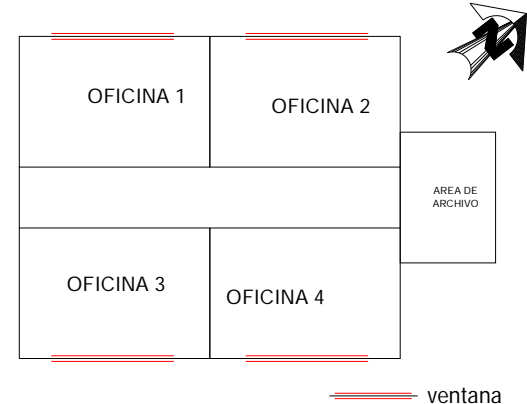 OFICINA 1
OFICINA 2
AREA DE
ARCHIVO
OFICINA 3
OFICINA 4
ventana